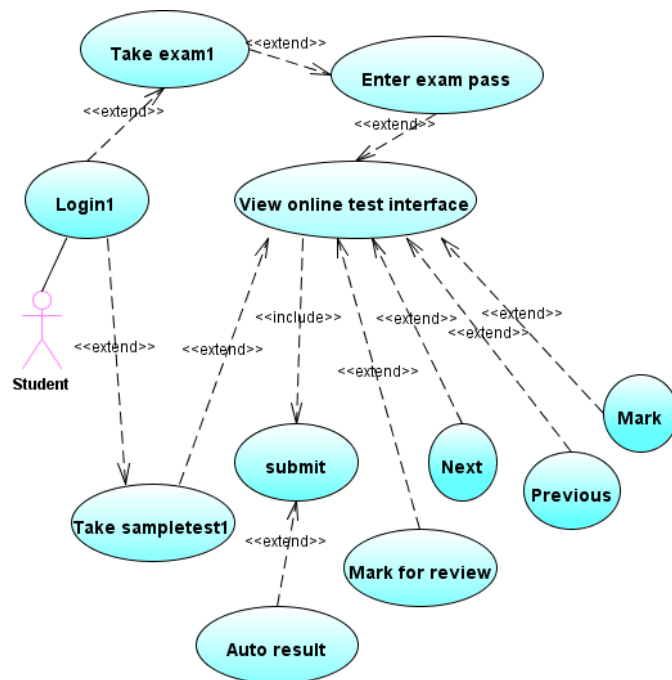 Take exam1
<<extend>>
Enter exam pass
<<extend>>
<<extend>>
Login1
View online test interface
Student
<<extend>>
<<extend>>
<<include>>
<<extend>>
<<extend>>
<<extend>>
<<extend>>
Mark
submit
Next
Previous
Take sampletest1
<<extend>>
Mark for review
Auto result